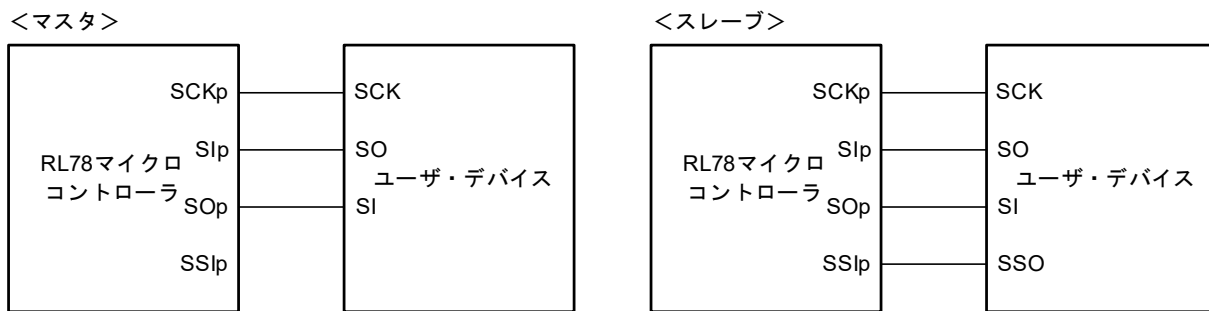 ＜マスタ＞
SCKp
SCK
SIp
SO
RL78マイクロ
コントローラ
ユーザ・デバイス
SOp
SI
SSIp
＜スレーブ＞
SCKp
SCK
SIp
SO
RL78マイクロ
コントローラ
ユーザ・デバイス
SOp
SI
SSIp
SSO